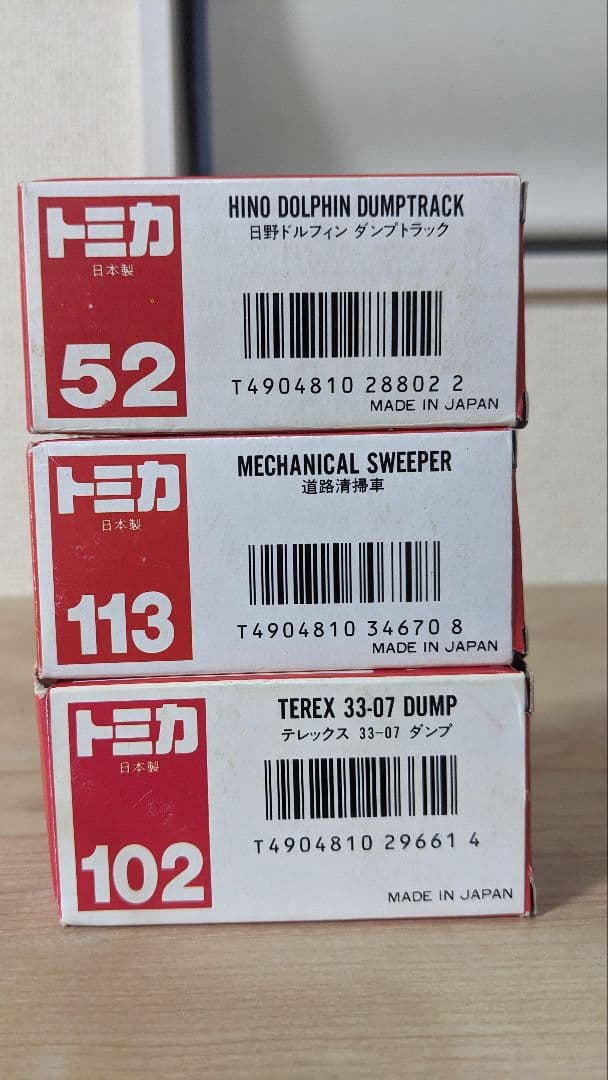 トミカ
日本製
52
HINO DOLPHIN DUMPTRACK
日野ドルフィン ダンプトラック
T4904810 28802 2
MADE IN JAPAN
トミカ
日本製
113
MECHANICAL SWEEPER
道路清掃車
T4904810 34670 8
MADE IN JAPAN
トミカ
日本製
102
TEREX 33-07 DUMP
テレックス 33-07 ダンプ
T4904810 29661 4
MADE IN JAPAN